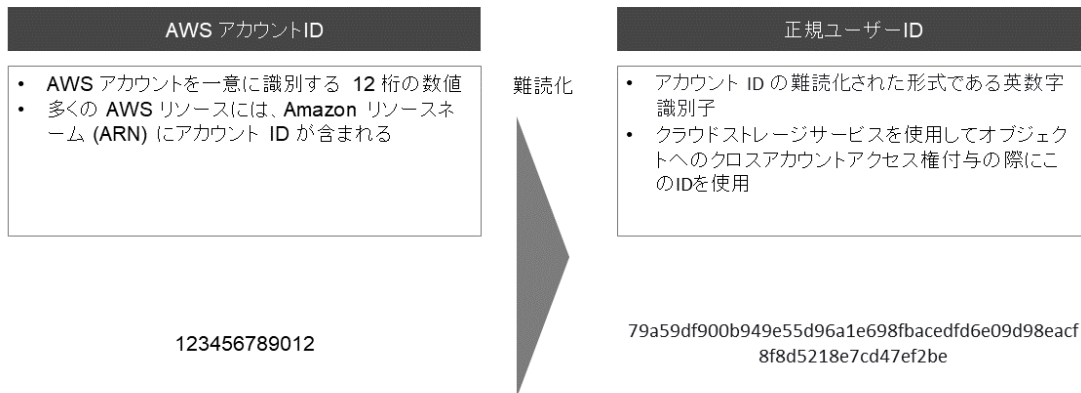 AWS アカウントID
• AWS アカウントを一意に識別する 12 桁の数値
• 多くの AWS リソースには、Amazon リソースネ
ーム (ARN) にアカウント ID が含まれる
123456789012
難読化
正規ユーザーID
• アカウント ID の難読化された形式である英数字
識別子
• クラウドストレージサービスを使用してオブジェク
トへのクロスアカウントアクセス権付与の際にこ
のIDを使用
79a59df900b949e55d96a1e698fbacedfd6e09d98eacf
8f8d5218e7cd47ef2be